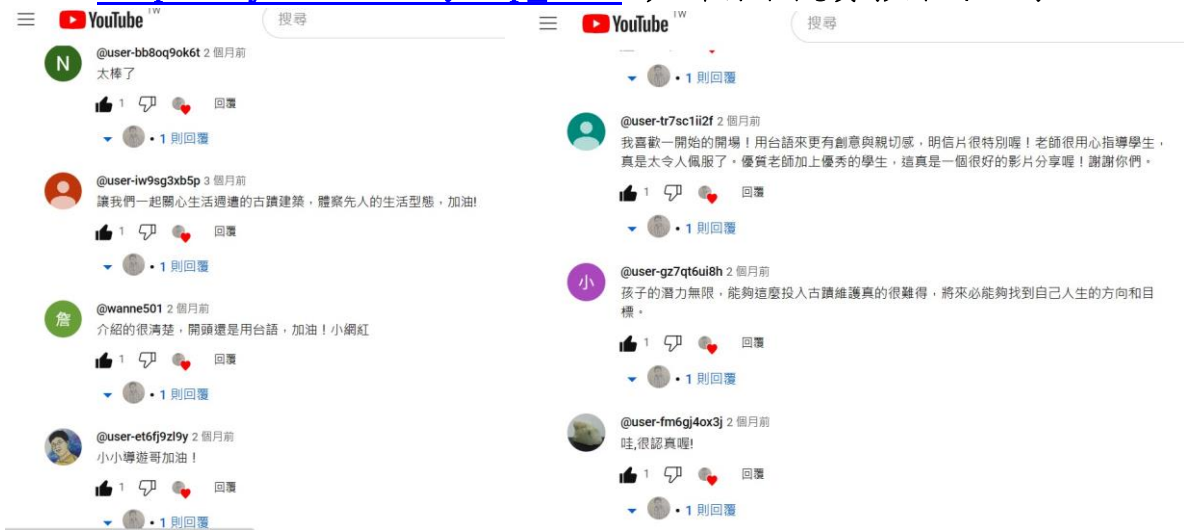 YouTube TW
搜尋
N
@user-bb8oq9ok6t 2 個月前
太棒了
1 回覆
• 1 則回覆
@user-iw9sg3xb5p 3 個月前
讓我們一起關心生活週遭的古蹟建築，體察先人的生活型態，加油!
1 回覆
• 1 則回覆
詹
@wanne501 2 個月前
介紹的很清楚，開頭還是用台語，加油！小網紅
1 回覆
• 1 則回覆
@user-et6f9zl9y 2 個月前
小小導遊哥加油！
1 回覆
• 1 則回覆
YouTube TW
搜尋
• 1 則回覆
@user-tr7sc1ii2f 2 個月前
我喜歡一開始的開場！用台語來更有創意與親切感，明信片很特別喔！老師很用心指導學生，
真是太令人佩服了。優質老師加上優秀的學生，這真是一個很好的影片分享喔！謝謝你們。
1 回覆
• 1 則回覆
小
@user-gz7qt6ui8h 2 個月前
孩子的潛力無限，能夠這麼投入古蹟維護真的很難得，將來必能夠找到自己人生的方向和目
標。
1 回覆
• 1 則回覆
@user-fm6gj4ox3j 2 個月前
哇,很認真喔!
1 回覆
• 1 則回覆